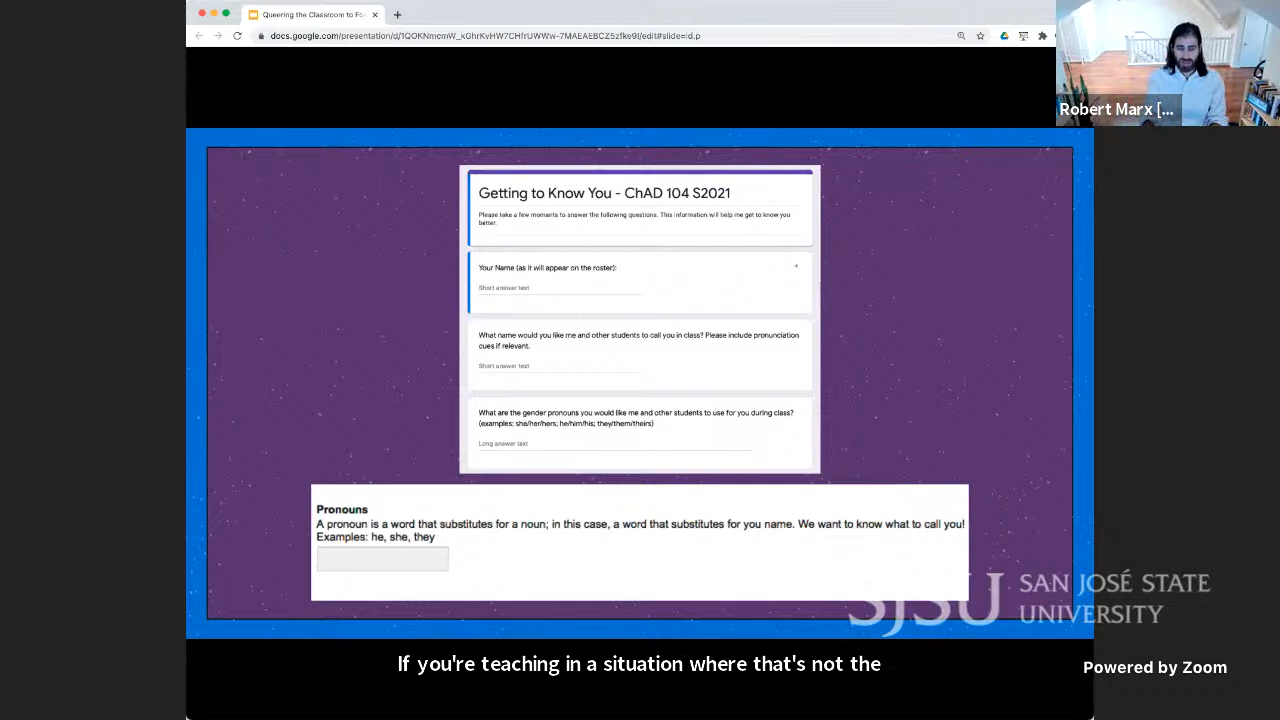 Queering the Classroom to Fo
docs.google.com/presentation/d/1QOKNmcmW_kGhrKvHW7CHfrUWWw-7MAEAEBCZ5zfke9I/edit#slide=id.p
Robert Marx [...
Getting to Know You - ChAD 104 S2021
Please take a few moments to answer the following questions. This information will help me get to know you
better.
Your Name (as it will appear on the roster):
*
Short answer text
What name would you like me and other students to call you in class? Please include pronunciation
cues if relevant.
Short answer text
What are the gender pronouns you would like me and other students to use for you during class?
(examples: she/her/hers; he/him/his; they/them/theirs)
Long answer text
Pronouns
A pronoun is a word that substitutes for a noun; in this case, a word that substitutes for you name. We want to know what to call you!
Examples: he, she, they
SJSU SAN JOSÉ STATE
UNIVERSITY
If you're teaching in a situation where that's not the
Powered by Zoom